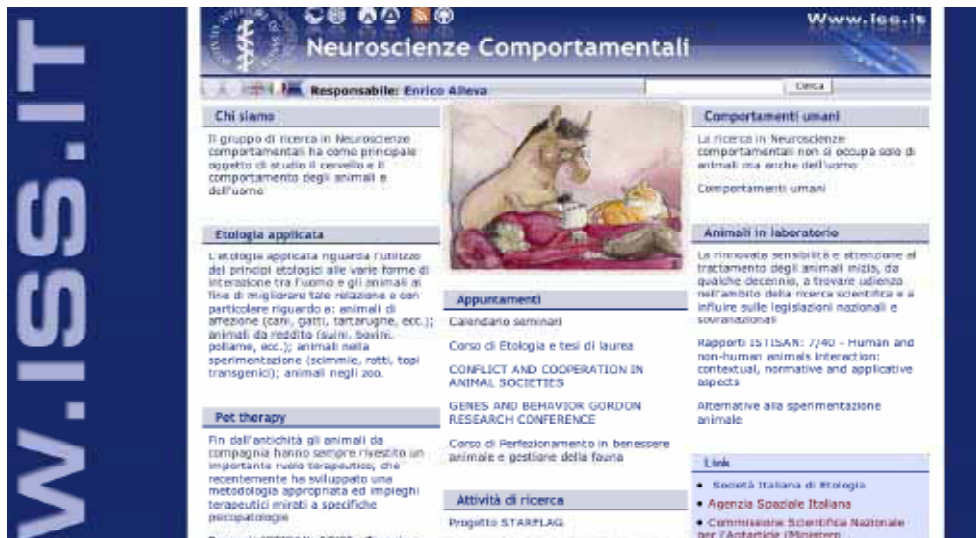 W.ISS.IT
Www.iss.it
Neuroscienze Comportamentali
Responsabile: Enrico Alleva
Cerca
Chi siamo
Il gruppo di ricerca in Neuroscienze
comportamentali ha come principale
oggetto di studio il cervello e il
comportamento degli animali e
dell'uomo
Etologia applicata
L'etologia applicata riguarda l'utilizzo
dei principi etologici alle varie forme di
interazione tra l'uomo e gli animali al
fine di migliorare tale relazione e con
particolare riguardo a: animali di
affezione (cani, gatti, tartarughe, ecc.);
animali da reddito (suini, bovini,
pollame, ecc.); animali nella
sperimentazione (scimmie, ratti, topi
transgenici); animali negli zoo.
Pet therapy
Fin dall'antichità gli animali da
compagnia hanno sempre rivestito un
importante ruolo terapeutico, che
recentemente ha sviluppato una
metodologia appropriata ed impieghi
terapeutici mirati a specifiche
psicopatologie
Appuntamenti
Calendario seminari
Corso di Etologia e tesi di laurea
CONFLICT AND COOPERATION IN
ANIMAL SOCIETIES
GENES AND BEHAVIOR GORDON
RESEARCH CONFERENCE
Corso di Perfezionamento in benessere
animale e gestione della fauna
Attività di ricerca
Progetto STARFLAG
Comportamenti umani
La ricerca in Neuroscienze
comportamentali non si occupa solo di
animali ma anche dell'uomo
Comportamenti umani
Animali in laboratorio
La rinnovata sensibilità e attenzione al
trattamento degli animali inizia, da
qualche decennio, a trovare udienza
nell'ambito della ricerca scientifica e a
influire sulle legislazioni nazionali e
sovranazionali
Rapporti ISTISAN: 7/40 - Human and
non-human animals interaction:
contextual, normative and applicative
aspects
Alternative alla sperimentazione
animale
Link
Società Italiana di Etologia
Agenzia Spaziale Italiana
Commissione Scientifica Nazionale
per l'Antartide (Ministero